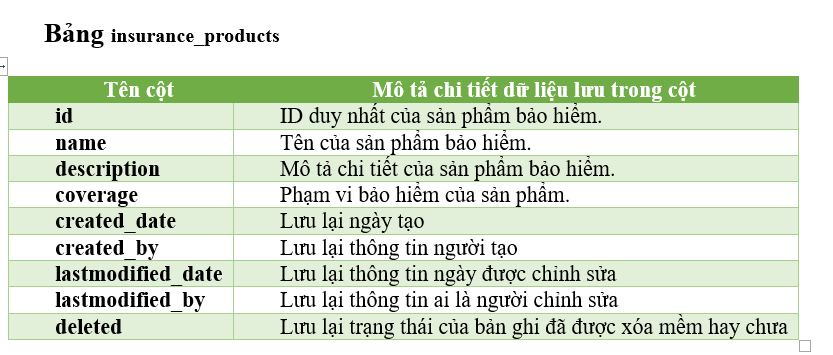 Bảng insurance_products
Tên cột Mô tả chi tiết dữ liệu lưu trong cột
id ID duy nhất của sản phẩm bảo hiểm.
name Tên của sản phẩm bảo hiểm.
description Mô tả chi tiết của sản phẩm bảo hiểm.
coverage Phạm vi bảo hiểm của sản phẩm.
created_date Lưu lại ngày tạo
created_by Lưu lại thông tin người tạo
lastmodified_date Lưu lại thông tin ngày được chỉnh sửa
lastmodified_by Lưu lại thông tin ai là người chỉnh sửa
deleted Lưu lại trạng thái của bản ghi đã được xóa mềm hay chưa